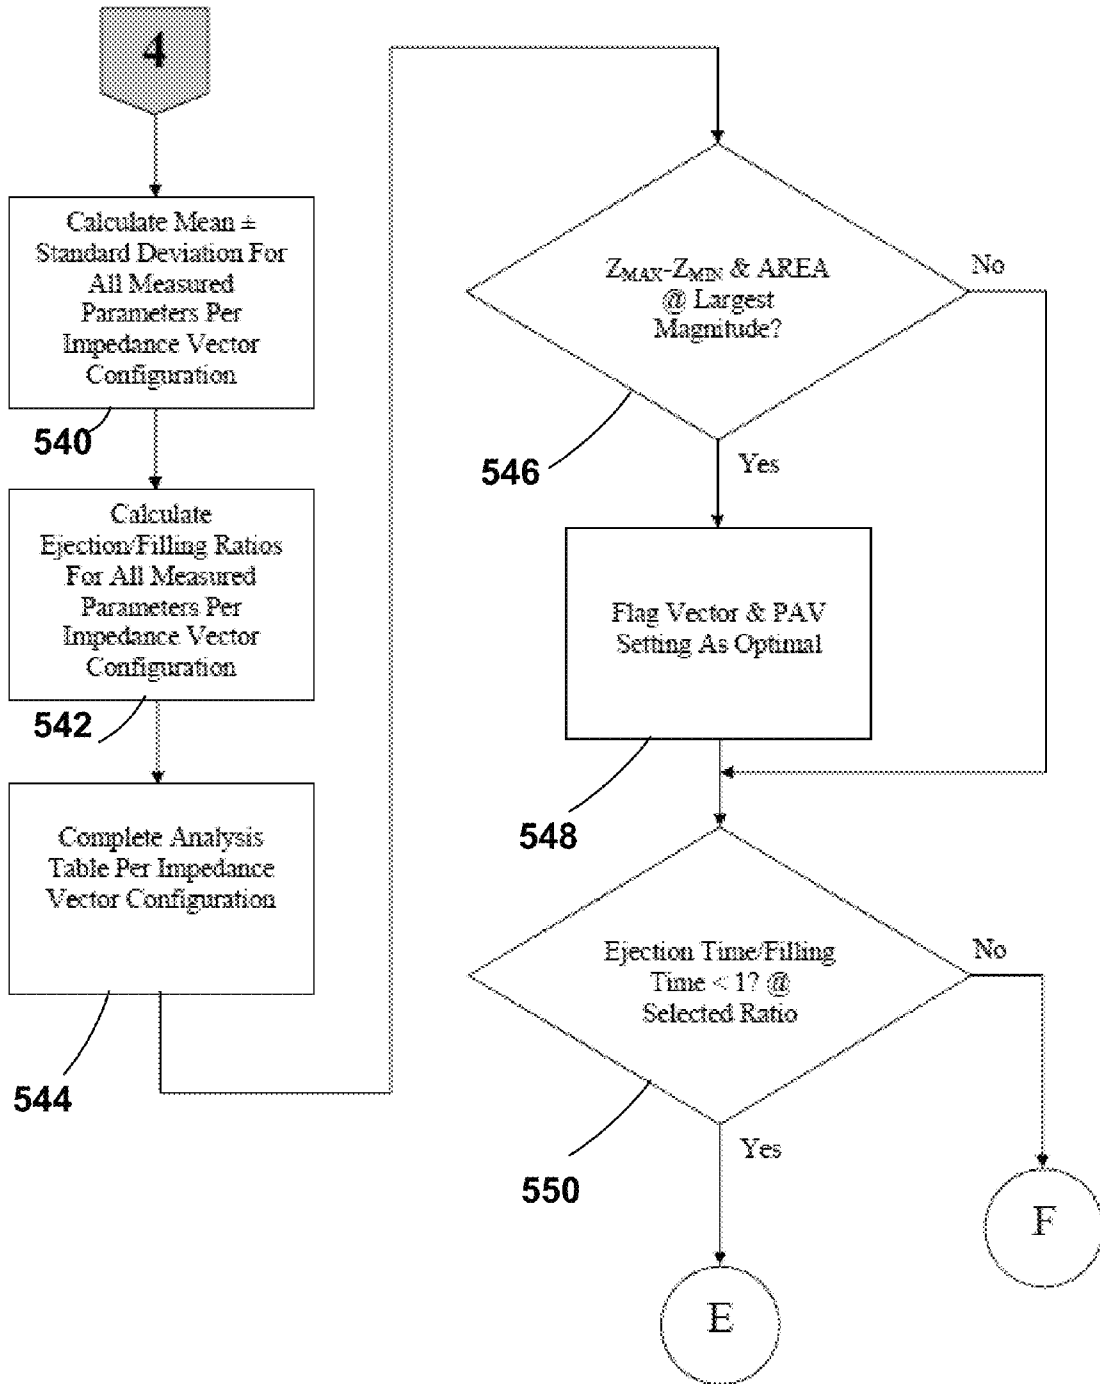 4
Calculate Mean ±
Standard Deviation For
All Measured
Parameters Per
Impedance Vector
Configuration
540
Calculate
Ejection/Filling Ratios
For All Measured
Parameters Per
Impedance Vector
Configuration
542
Complete Analysis
Table Per Impedance
Vector Configuration
544
ZMAX-ZMIN & AREA
@ Largest
Magnitude?
No
546
Yes
Flag Vector & PAV
Setting As Optimal
548
Ejection Time/Filling
Time < 1? @
Selected Ratio
No
550
Yes
F
E